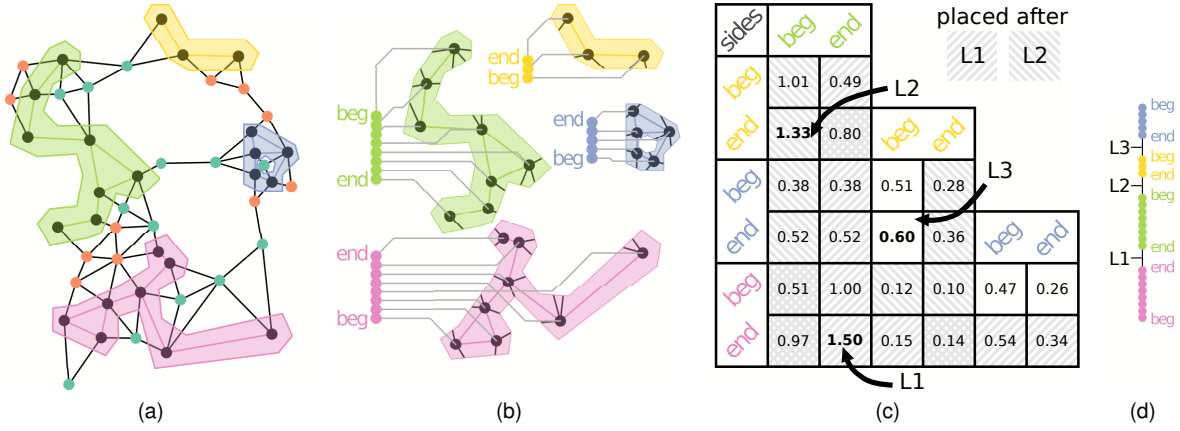 end
beg
beg
end
end
beg
end
beg
(a)
(b)
sides
beg
end
placed after
L1
L2
beg
1.01
0.49
L2
end
1.33
0.80
beg
end
beg
0.38
0.38
0.51
0.28
L3
end
0.52
0.52
0.60
0.36
beg
end
beg
0.51
1.00
0.12
0.10
0.47
0.26
end
0.97
1.50
0.15
0.14
0.54
0.34
L1
(c)
beg
end
L3
beg
end
L2
beg
end
L1
end
beg
(d)